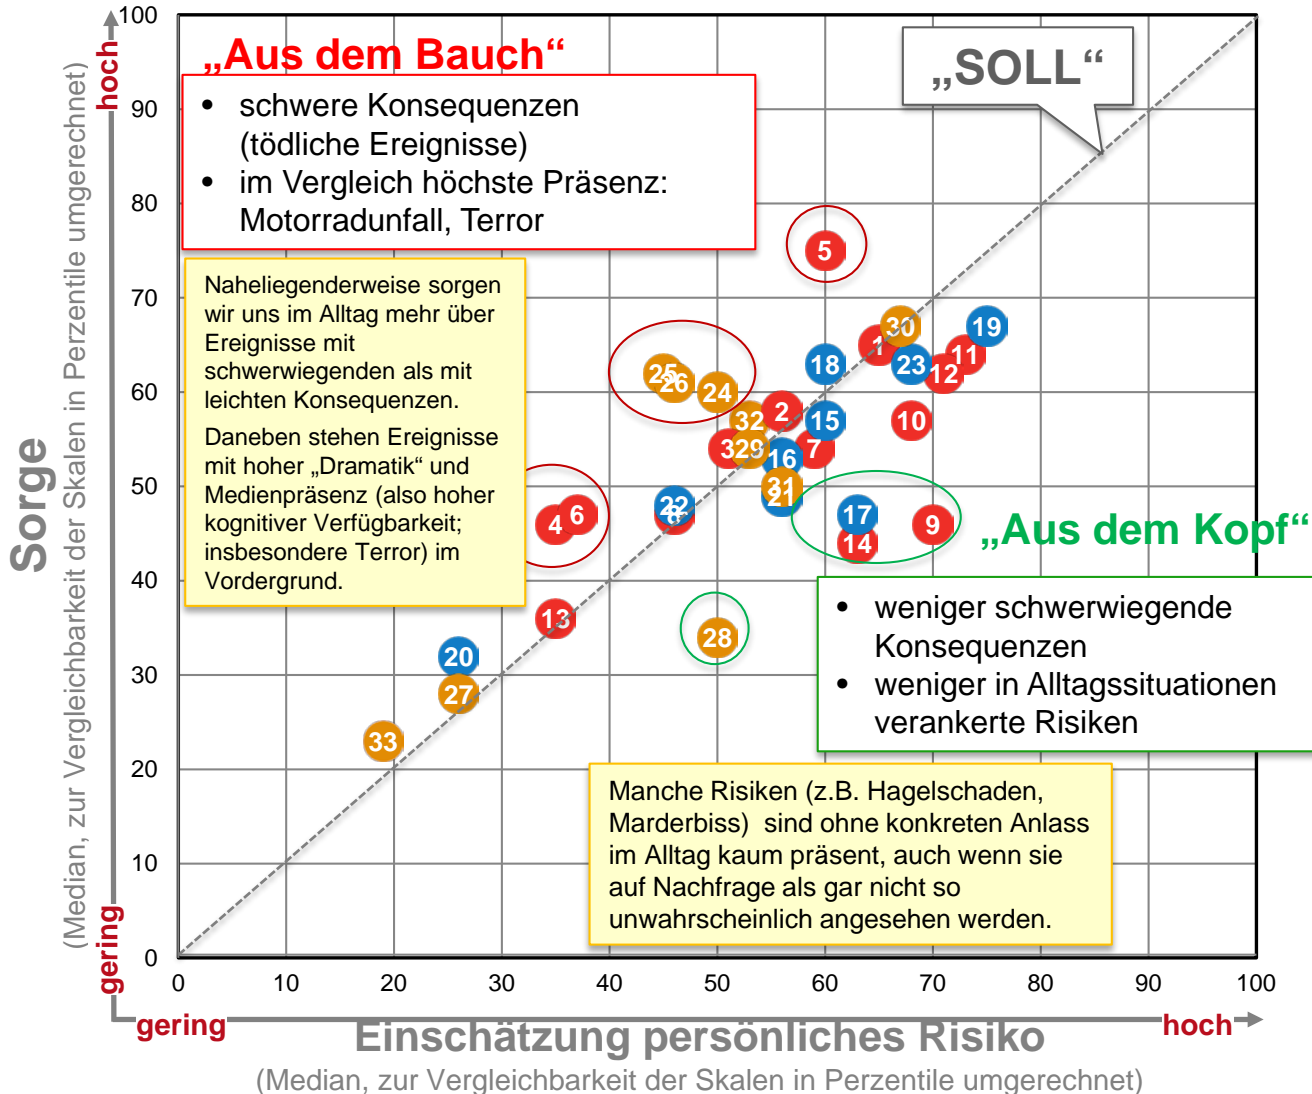 „Aus dem Bauch“
• schwere Konsequenzen
(tödliche Ereignisse)
• im Vergleich höchste Präsenz:
Motorradunfall, Terror
„SOLL“
Naheliegenderweise sorgen
wir uns im Alltag mehr über
Ereignisse mit
schwerwiegenden als mit
leichten Konsequenzen.
Daneben stehen Ereignisse
mit hoher „Dramatik“ und
Medienpräsenz (also hoher
kognitiver Verfügbarkeit;
insbesondere Terror) im
Vordergrund.
„Aus dem Kopf“
• weniger schwerwiegende
Konsequenzen
• weniger in Alltagssituationen
verankerte Risiken
Manche Risiken (z.B. Hagelschaden,
Marderbiss) sind ohne konkreten Anlass
im Alltag kaum präsent, auch wenn sie
auf Nachfrage als gar nicht so
unwahrscheinlich angesehen werden.
5
30
19
1
18
23
11
12
25
26
24
32
2
15
10
3
29
7
16
31
21
22
17
9
14
4
6
13
28
20
27
33
100
90
80
70
60
50
40
30
20
10
0
0 10 20 30 40 50 60 70 80 90 100
hoch
gering
Sorge
(Median, zur Vergleichbarkeit der Skalen in Perzentile umgerechnet)
gering
hoch
Einschätzung persönliches Risiko
(Median, zur Vergleichbarkeit der Skalen in Perzentile umgerechnet)